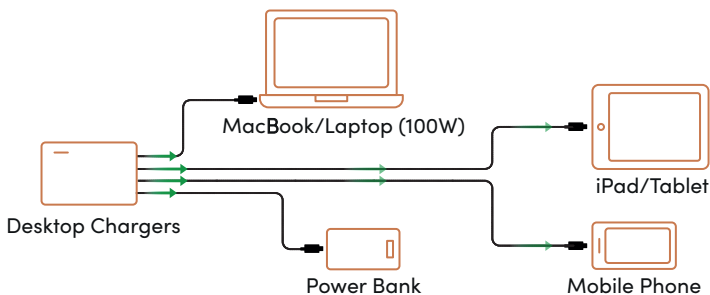 MacBook/Laptop (100W)
iPad/Tablet
Desktop Chargers
Power Bank
Mobile Phone